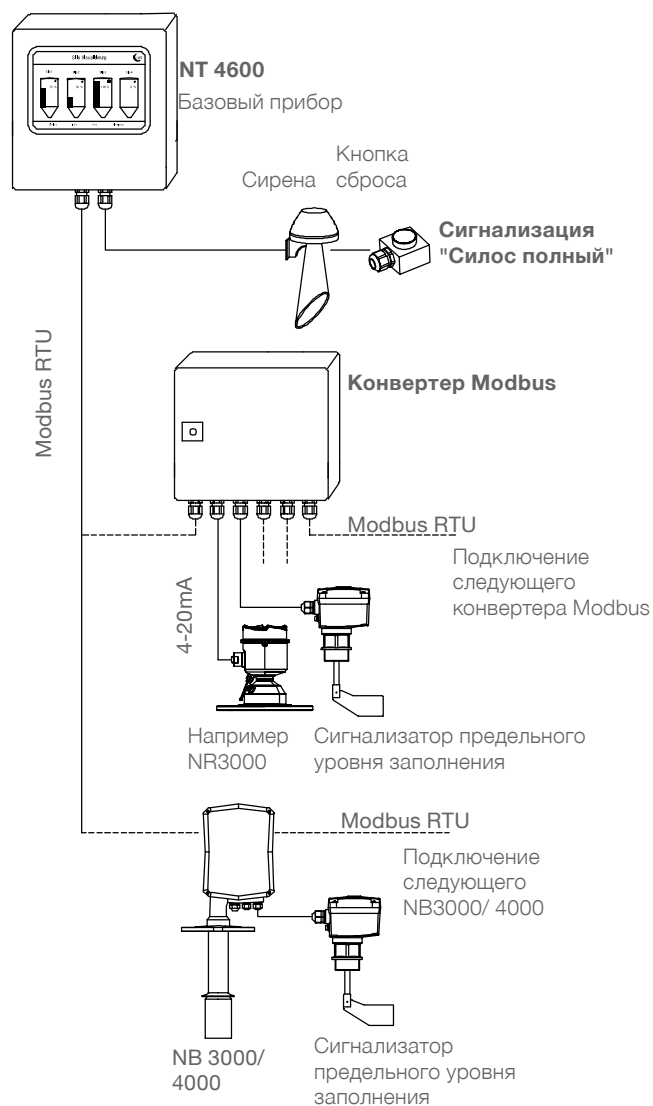 NT 4600
Базовый прибор
Кнопка
сброса
Сирена
Сигнализация
"Силос полный"
Modbus RTU
Конвертер Modbus
Modbus RTU
Подключение
следующего
конвертера Modbus
4-20mA
Например
NR3000
Сигнализатор предельного
уровня заполнения
Modbus RTU
Подключение
следующего
NB3000/ 4000
NB 3000/
4000
Сигнализатор
предельного уровня
заполнения